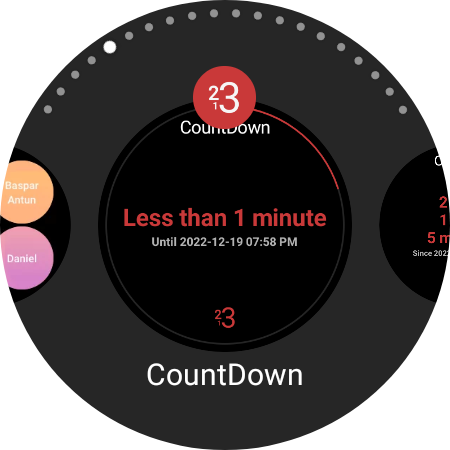 213
CountDown
Baspar
Antun
Daniel
Less than 1 minute
Until 2022-12-19 07:58 PM
213
2
1
5 m
Since 202
CountDown